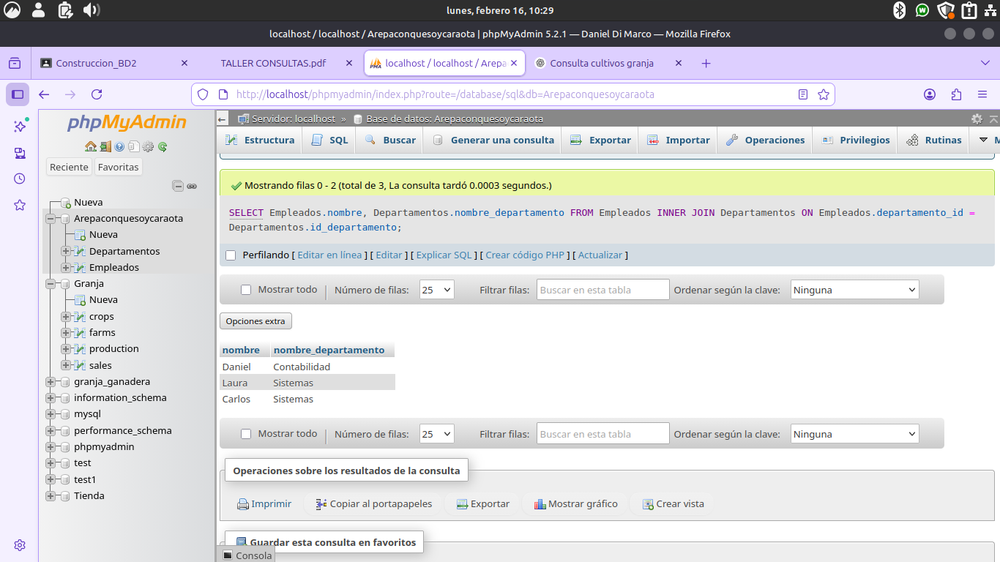 lunes, febrero 16, 10:29
localhost / localhost / Arepaconquesoycaraota | phpMyAdmin 5.2.1 — Daniel Di Marco — Mozilla Firefox
Construccion_BD2
TALLER CONSULTAS.pdf
localhost / localhost / Arepa
Consulta cultivos granja
http://localhost/phpmyadmin/index.php?route=/database/sql&db=Arepaconquesoycaraota
phpMyAdmin
Reciente
Favoritas
Nueva
Arepaconquesoycaraota
Nueva
Departamentos
Empleados
Granja
Nueva
crops
farms
production
sales
granja_ganadera
information_schema
mysql
performance_schema
phpmyadmin
test
test1
Tienda
Servidor: localhost » Base de datos: Arepaconquesoycaraota
Estructura
SQL
Buscar
Generar una consulta
Exportar
Importar
Operaciones
Privilegios
Rutinas
M
Mostrando filas 0 - 2 (total de 3, La consulta tardó 0.0003 segundos.)
SELECT Empleados.nombre, Departamentos.nombre_departamento FROM Empleados INNER JOIN Departamentos ON Empleados.departamento_id =
Departamentos.id_departamento;
Perfilando [ Editar en línea ] [ Editar ] [ Explicar SQL ] [ Crear código PHP ] [ Actualizar ]
Mostrar todo | Número de filas: 25 Filtrar filas: Buscar en esta tabla Ordenar según la clave: Ninguna
Opciones extra
nombre nombre_departamento
Daniel Contabilidad
Laura Sistemas
Carlos Sistemas
Mostrar todo | Número de filas: 25 Filtrar filas: Buscar en esta tabla Ordenar según la clave: Ninguna
Operaciones sobre los resultados de la consulta
Imprimir Copiar al portapapeles Exportar Mostrar gráfico Crear vista
Guardar esta consulta en favoritos
Consola